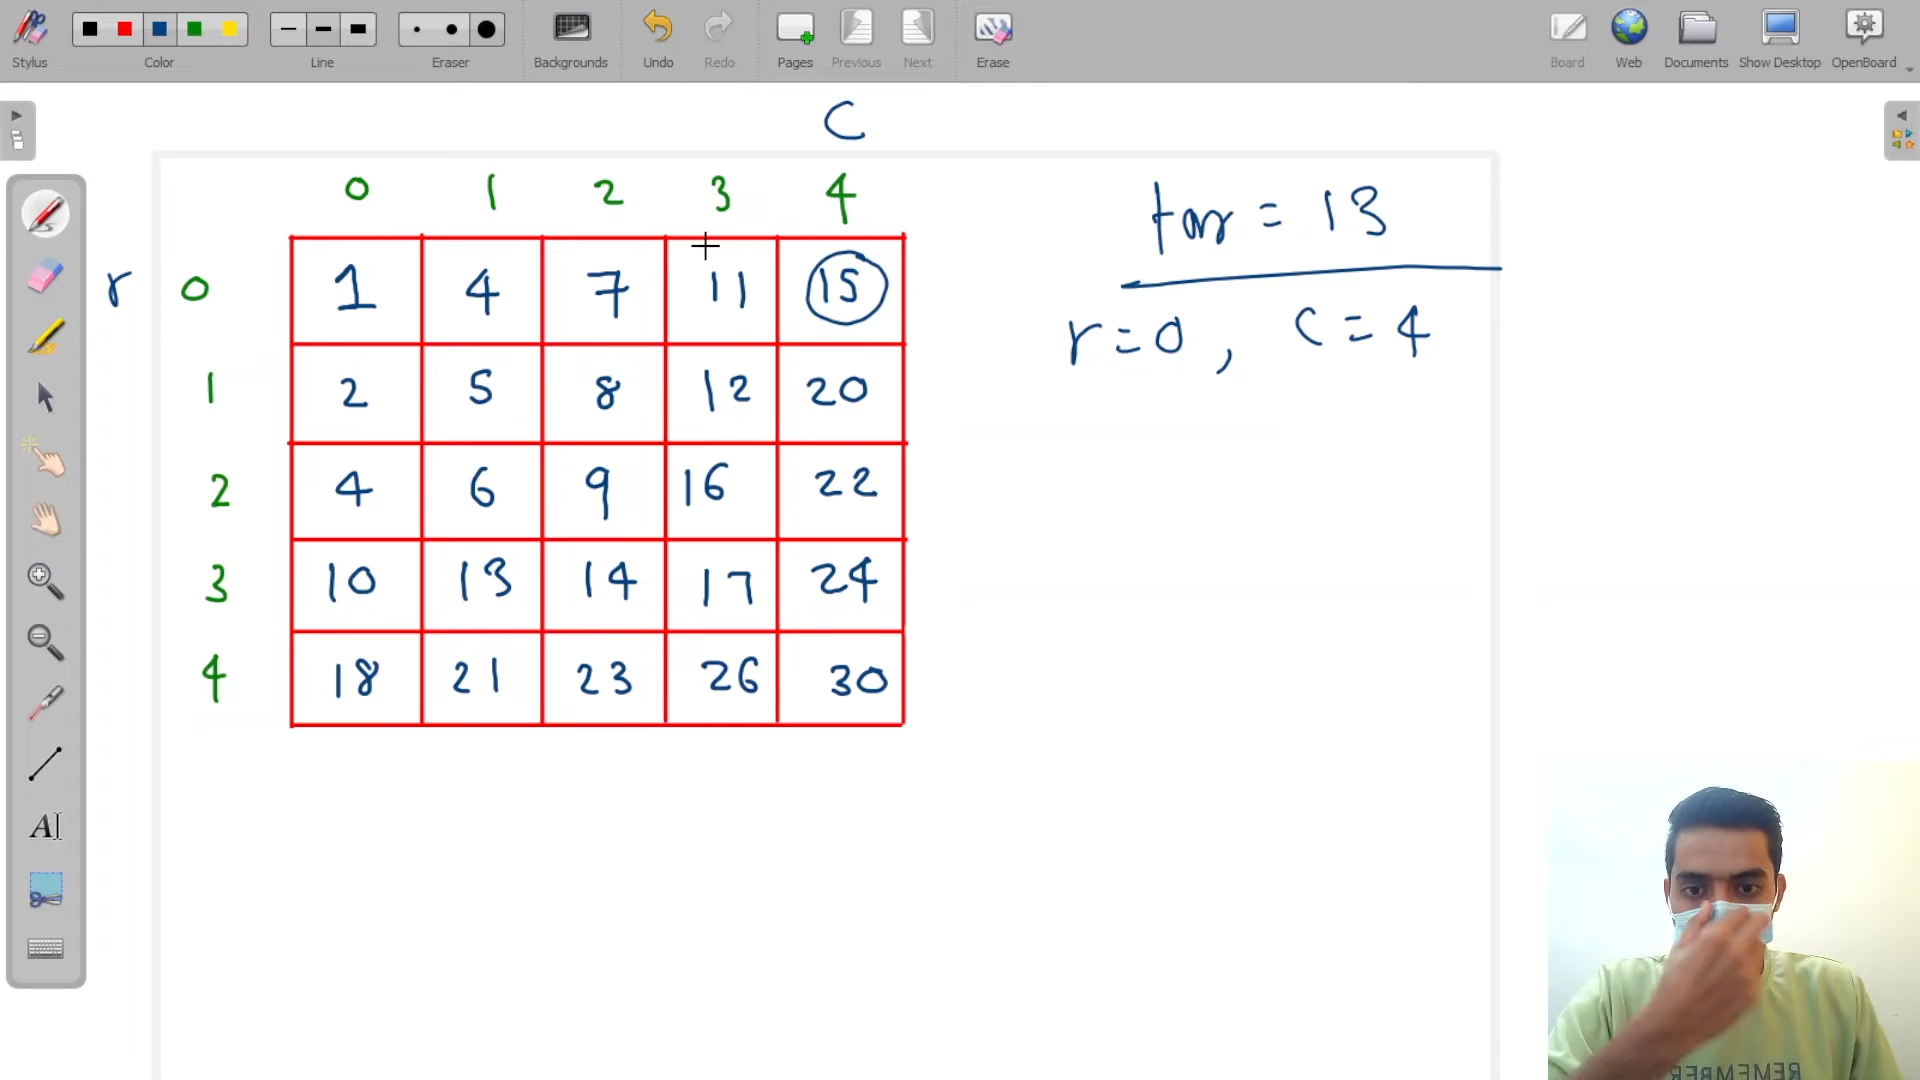 Stylus Color Line Eraser Backgrounds Undo Redo Pages Previous Next Erase Board Web Documents Show Desktop OpenBoard
C
0 1 2 3 4
tar = 13
r 0 1 4 7 11 15
r=0, c=4
1 2 5 8 12 20
2 4 6 9 16 22
3 10 13 14 17 24
4 18 21 23 26 30
A
REMEMBER